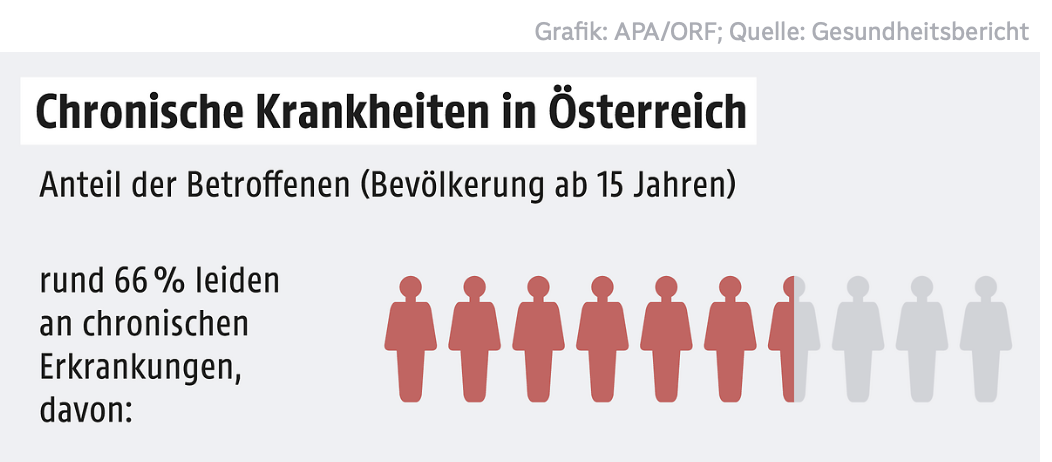 Grafik: APA/ORF; Quelle: Gesundheitsbericht
Chronische Krankheiten in Österreich
Anteil der Betroffenen (Bevölkerung ab 15 Jahren)
rund 66 % leiden
an chronischen
Erkrankungen,
davon: